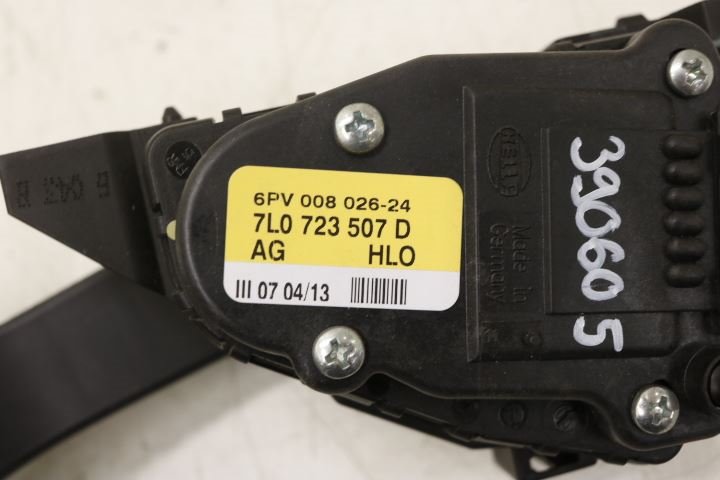 6PV 008 026-24
7L0 723 507 D
AG HLO
III 07 04/13
HELLA
Made in
Germany
390605